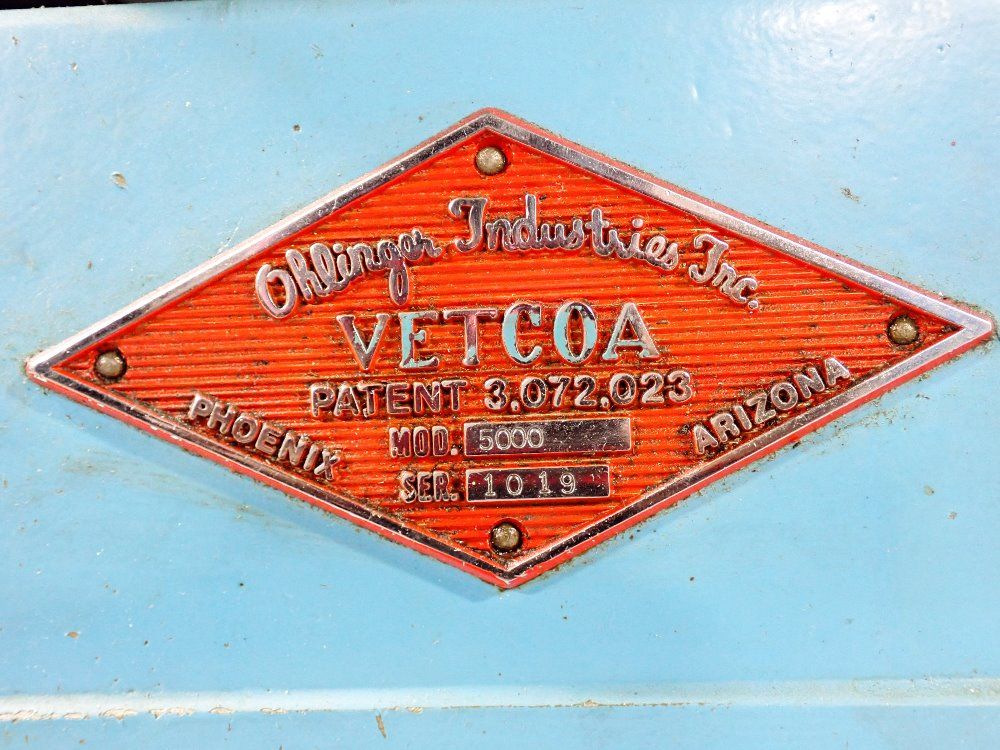 Ohlinger Industries Inc.
VETCOA
PATENT 3,072,023
PHOENIX
ARIZONA
MOD. 5000
SER. 1019